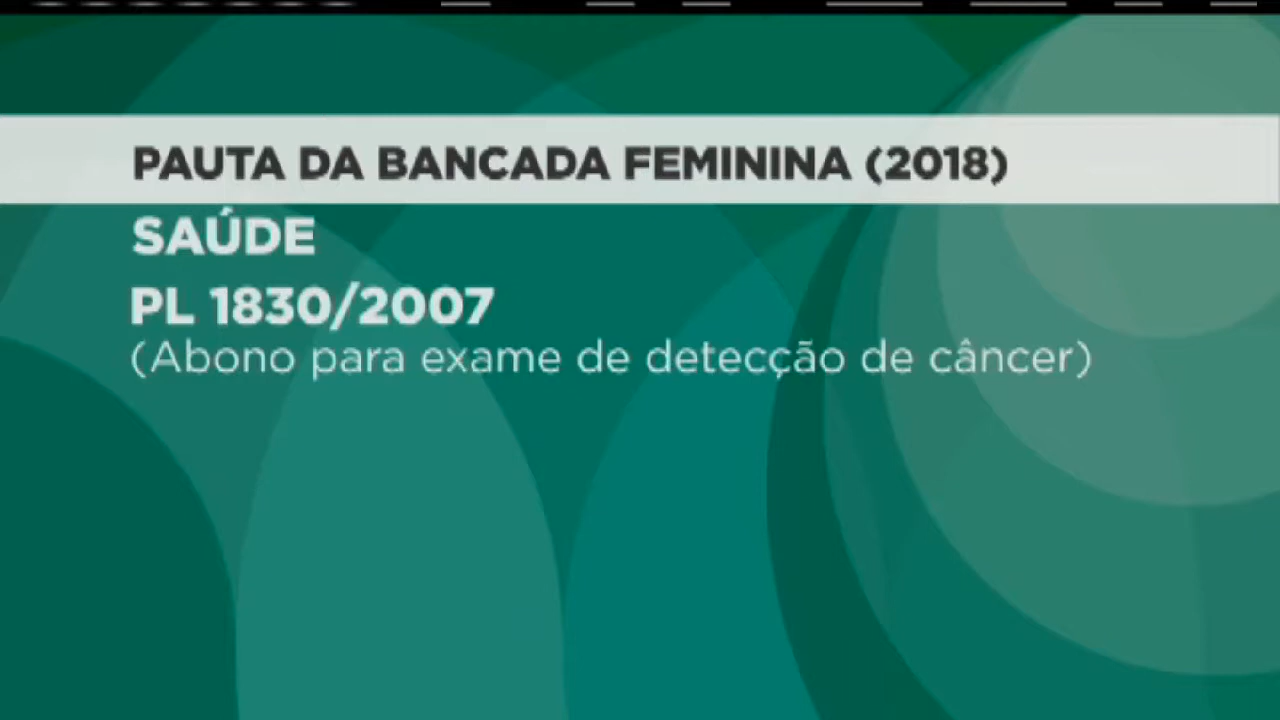 PAUTA DA BANCADA FEMININA (2018)
SAÚDE
PL 1830/2007
(Abono para exame de detecção de câncer)